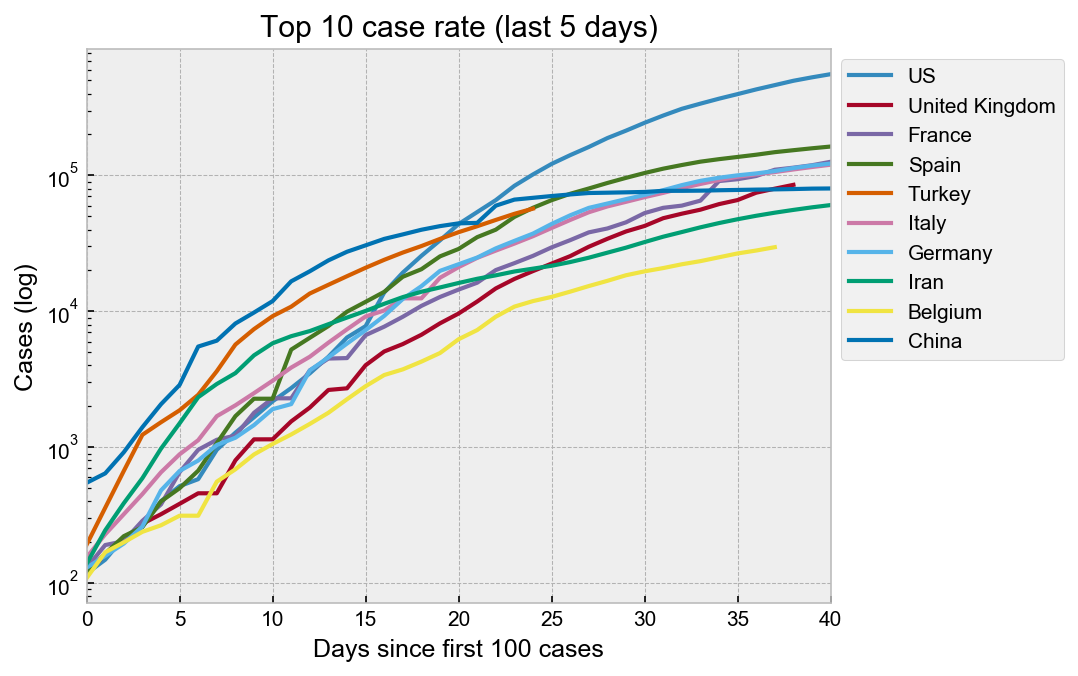 Top 10 case rate (last 5 days)
Cases (log)
10^5
10^4
10^3
10^2
0 5 10 15 20 25 30 35 40
Days since first 100 cases
US
United Kingdom
France
Spain
Turkey
Italy
Germany
Iran
Belgium
China